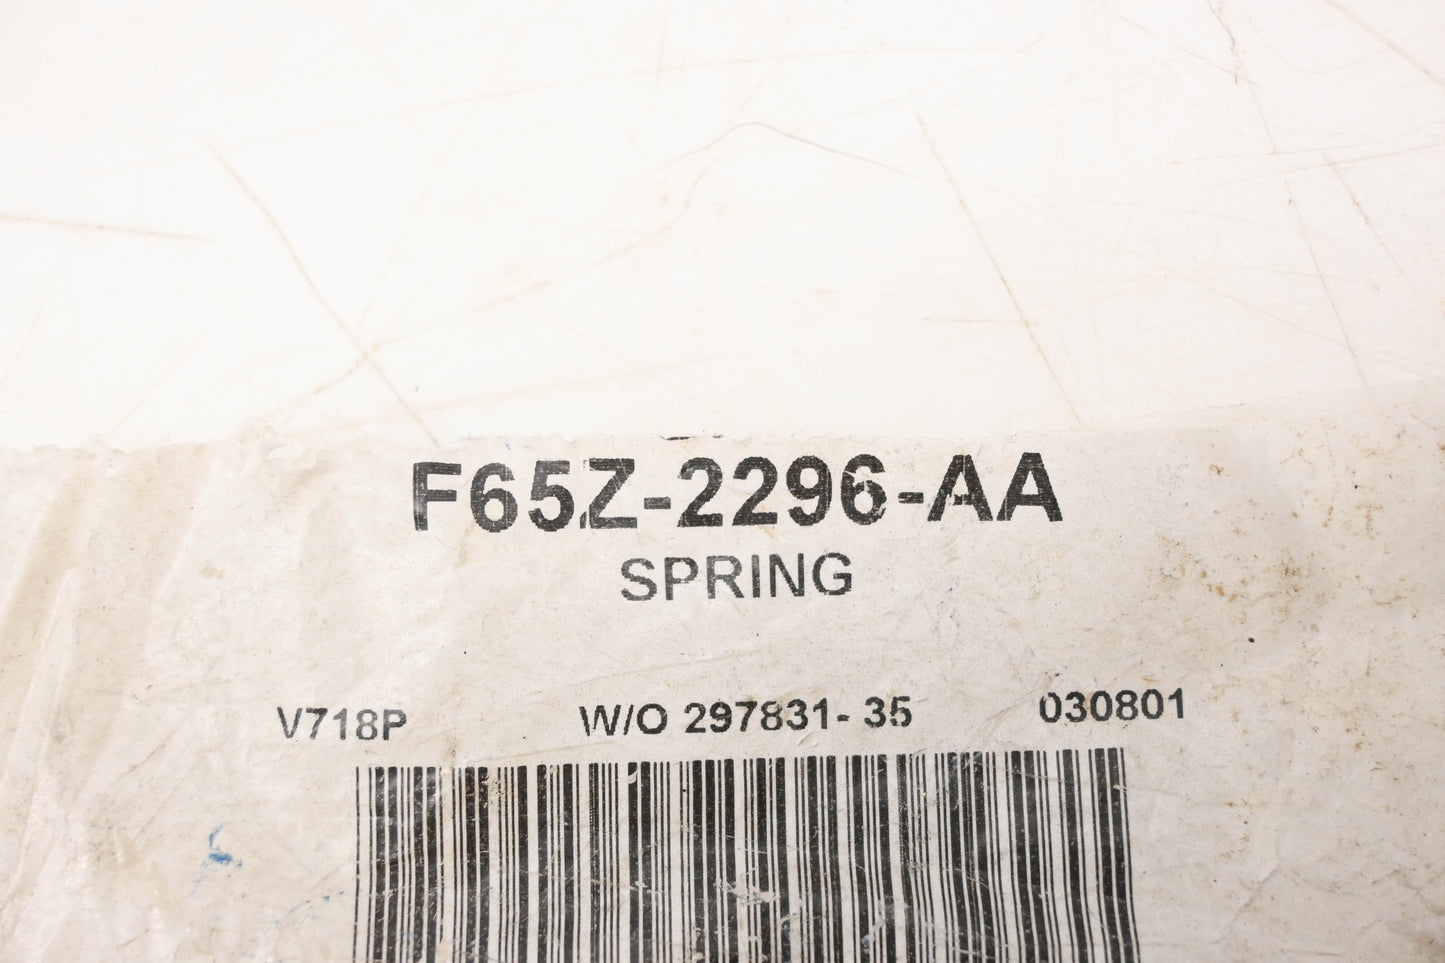 F65Z-2296-AA
SPRING
V718P W/O 297831- 35 030801